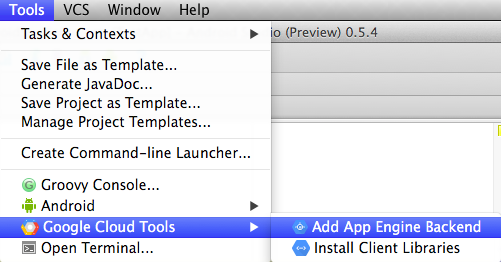 Tools VCS Window Help
Tasks & Contexts
io (Preview) 0.5.4
Save File as Template...
Generate JavaDoc...
Save Project as Template...
Manage Project Templates...
Create Command-line Launcher...
G Groovy Console...
Android
Google Cloud Tools
Add App Engine Backend
Open Terminal...
Install Client Libraries